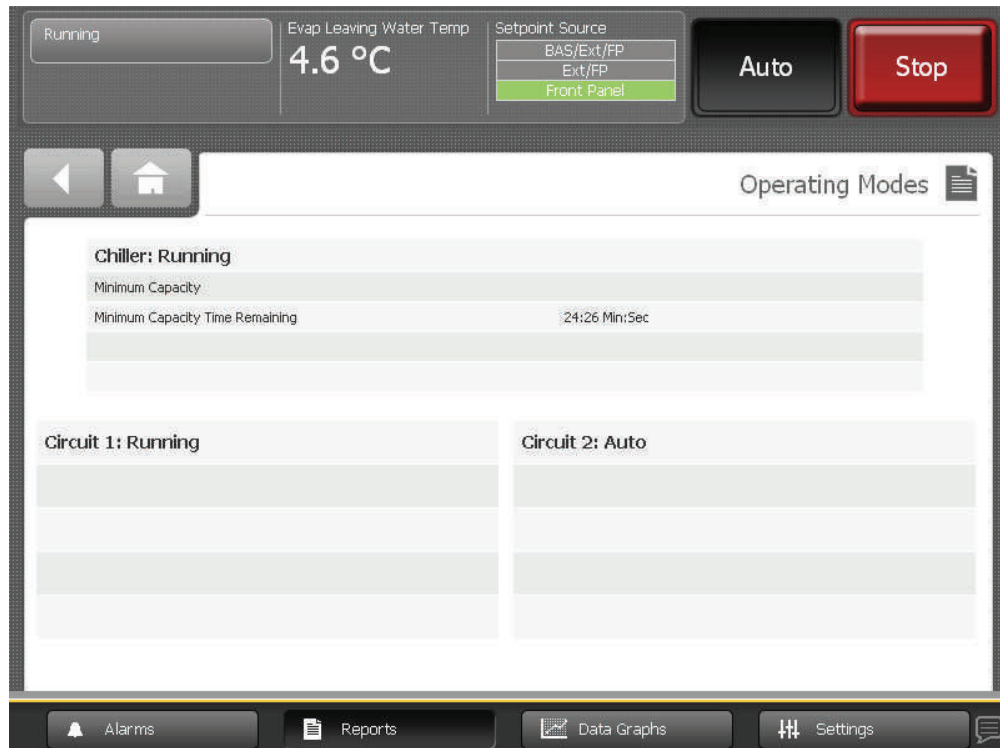 Running
Evap Leaving Water Temp
4.6 °C
Setpoint Source
BAS/Ext/FP
Ext/FP
Front Panel
Auto
Stop
Operating Modes
Chiller: Running
Minimum Capacity
Minimum Capacity Time Remaining 24:26 Min:Sec
Circuit 1: Running
Circuit 2: Auto
Alarms
Reports
Data Graphs
Settings